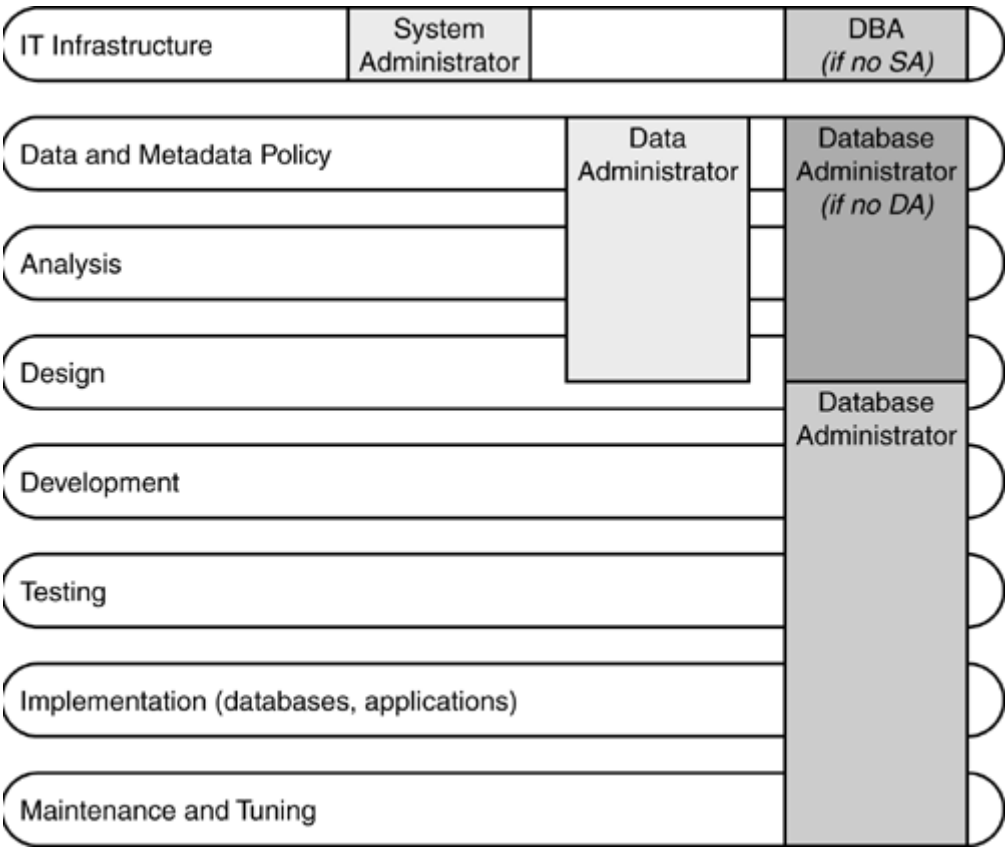 IT Infrastructure
System
Administrator
DBA
(if no SA)
Data and Metadata Policy
Data
Administrator
Database
Administrator
(if no DA)
Analysis
Design
Database
Administrator
Development
Testing
Implementation (databases, applications)
Maintenance and Tuning